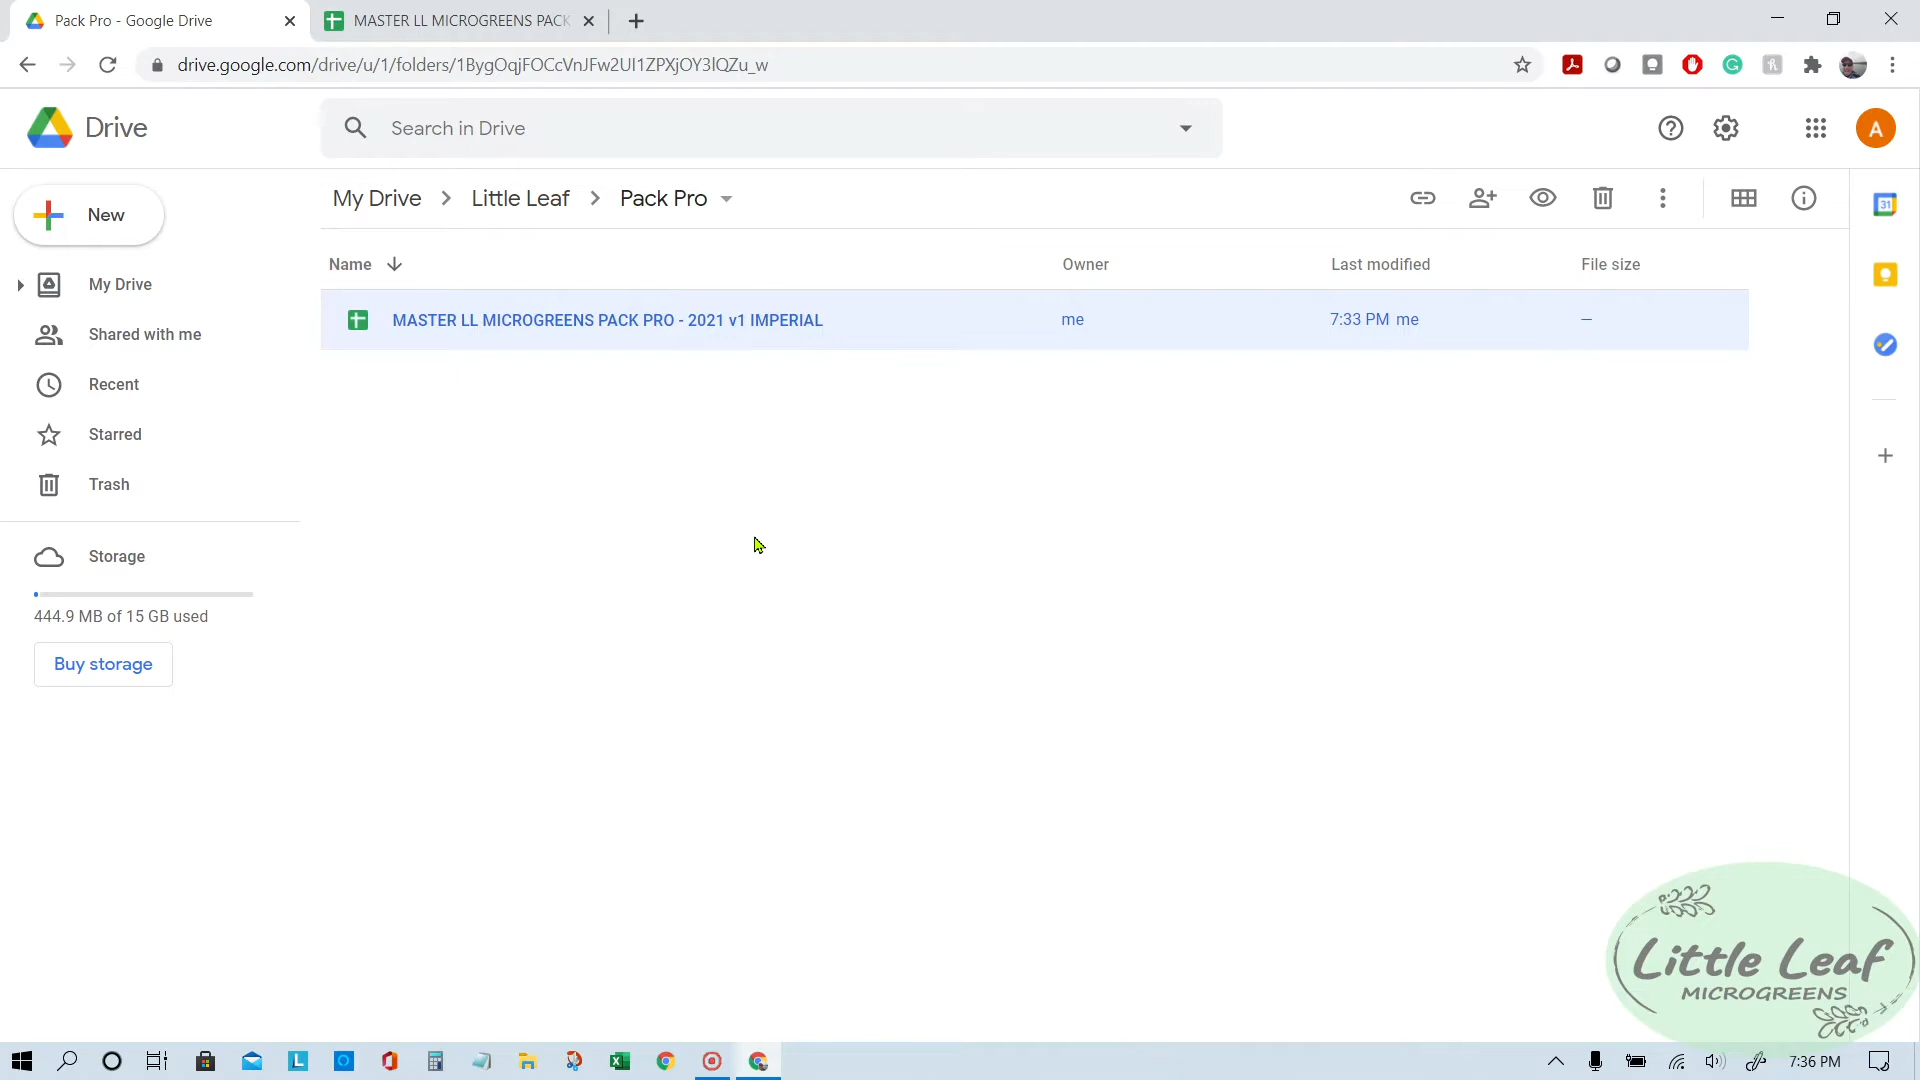 Pack Pro - Google Drive
MASTER LL MICROGREENS PACK
drive.google.com/drive/u/1/folders/1BygOqjFOCcVnJFw2UI1ZPXjOY3IQZu_w
Drive
Search in Drive
A
New
My Drive
Little Leaf
Pack Pro
31
My Drive
Shared with me
Recent
Starred
Trash
Storage
444.9 MB of 15 GB used
Buy storage
Name
Owner
Last modified
File size
MASTER LL MICROGREENS PACK PRO - 2021 v1 IMPERIAL
me
7:33 PM me
—
Little Leaf
MICROGREENS
7:36 PM